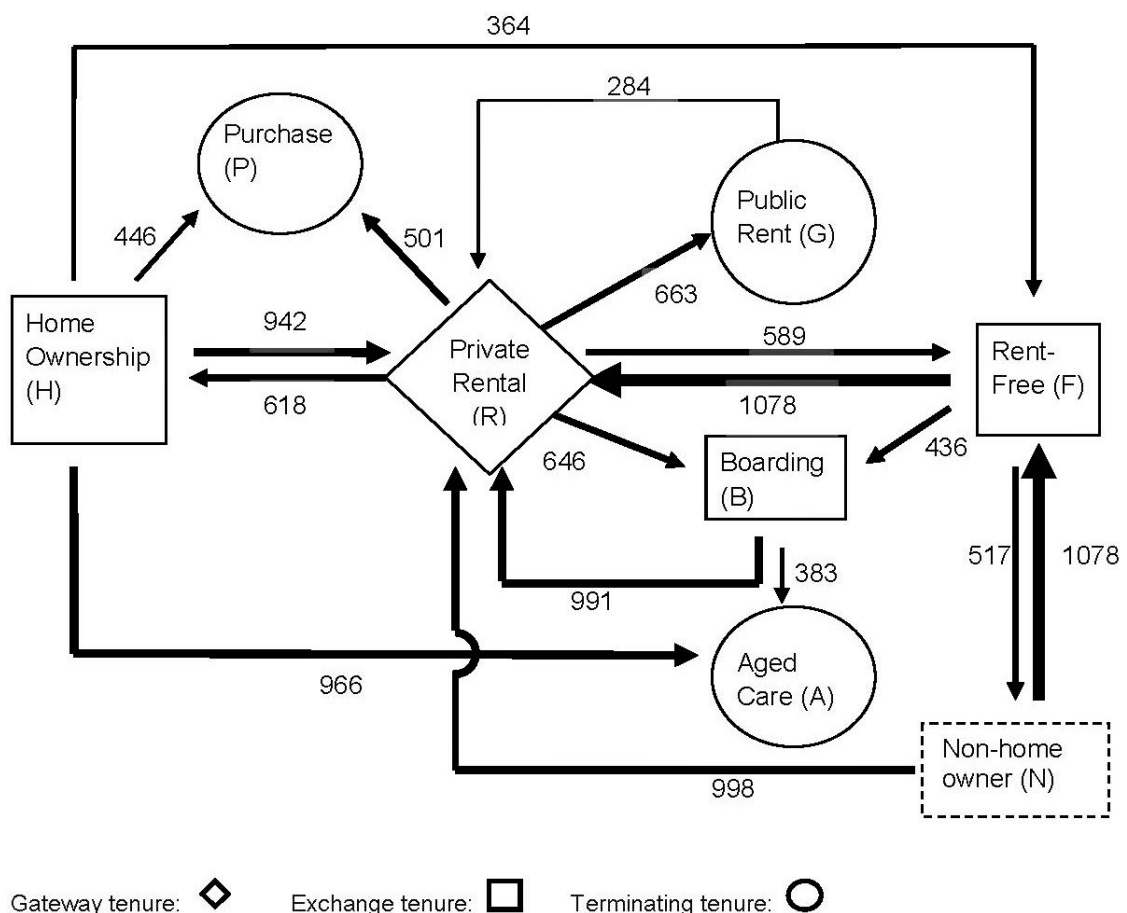 364
284
Purchase
(P)
Public
Rent (G)
446
501
663
Home
Ownership
(H)
942
618
Private
Rental
(R)
589
1078
Rent-
Free (F)
646
Boarding
(B)
436
991
383
517
1078
966
Aged
Care (A)
Non-home
owner (N)
998
Gateway tenure:
Exchange tenure:
Terminating tenure: